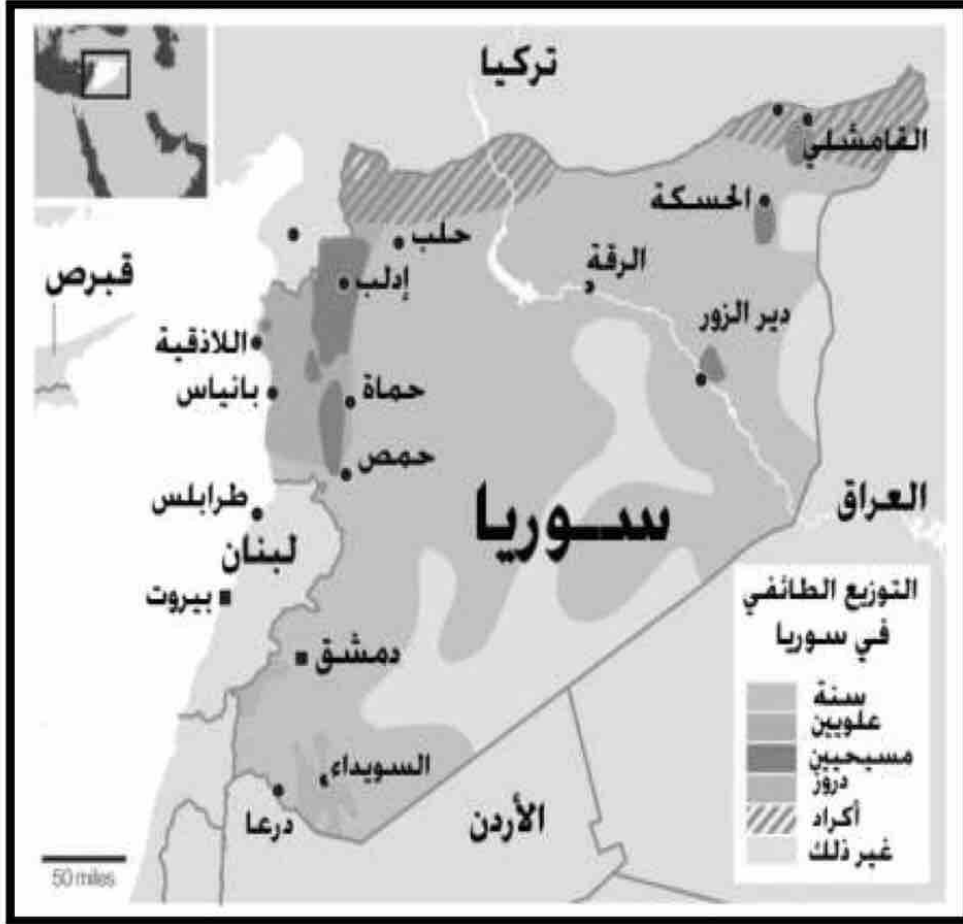 تركيا
القامشلي
الحسكة
حلب
الرقة
إدلب
قبرص
دير الزور
اللاذقية
بانياس
حماة
حمص
سـوريا
العراق
طرابلس
لبنان
بيروت
دمشق
السويداء
درعا
الأردن
التوزيع الطائفي
في سوريا
سنة
علويين
مسيحيين
دروز
أكراد
غير ذلك
50 miles